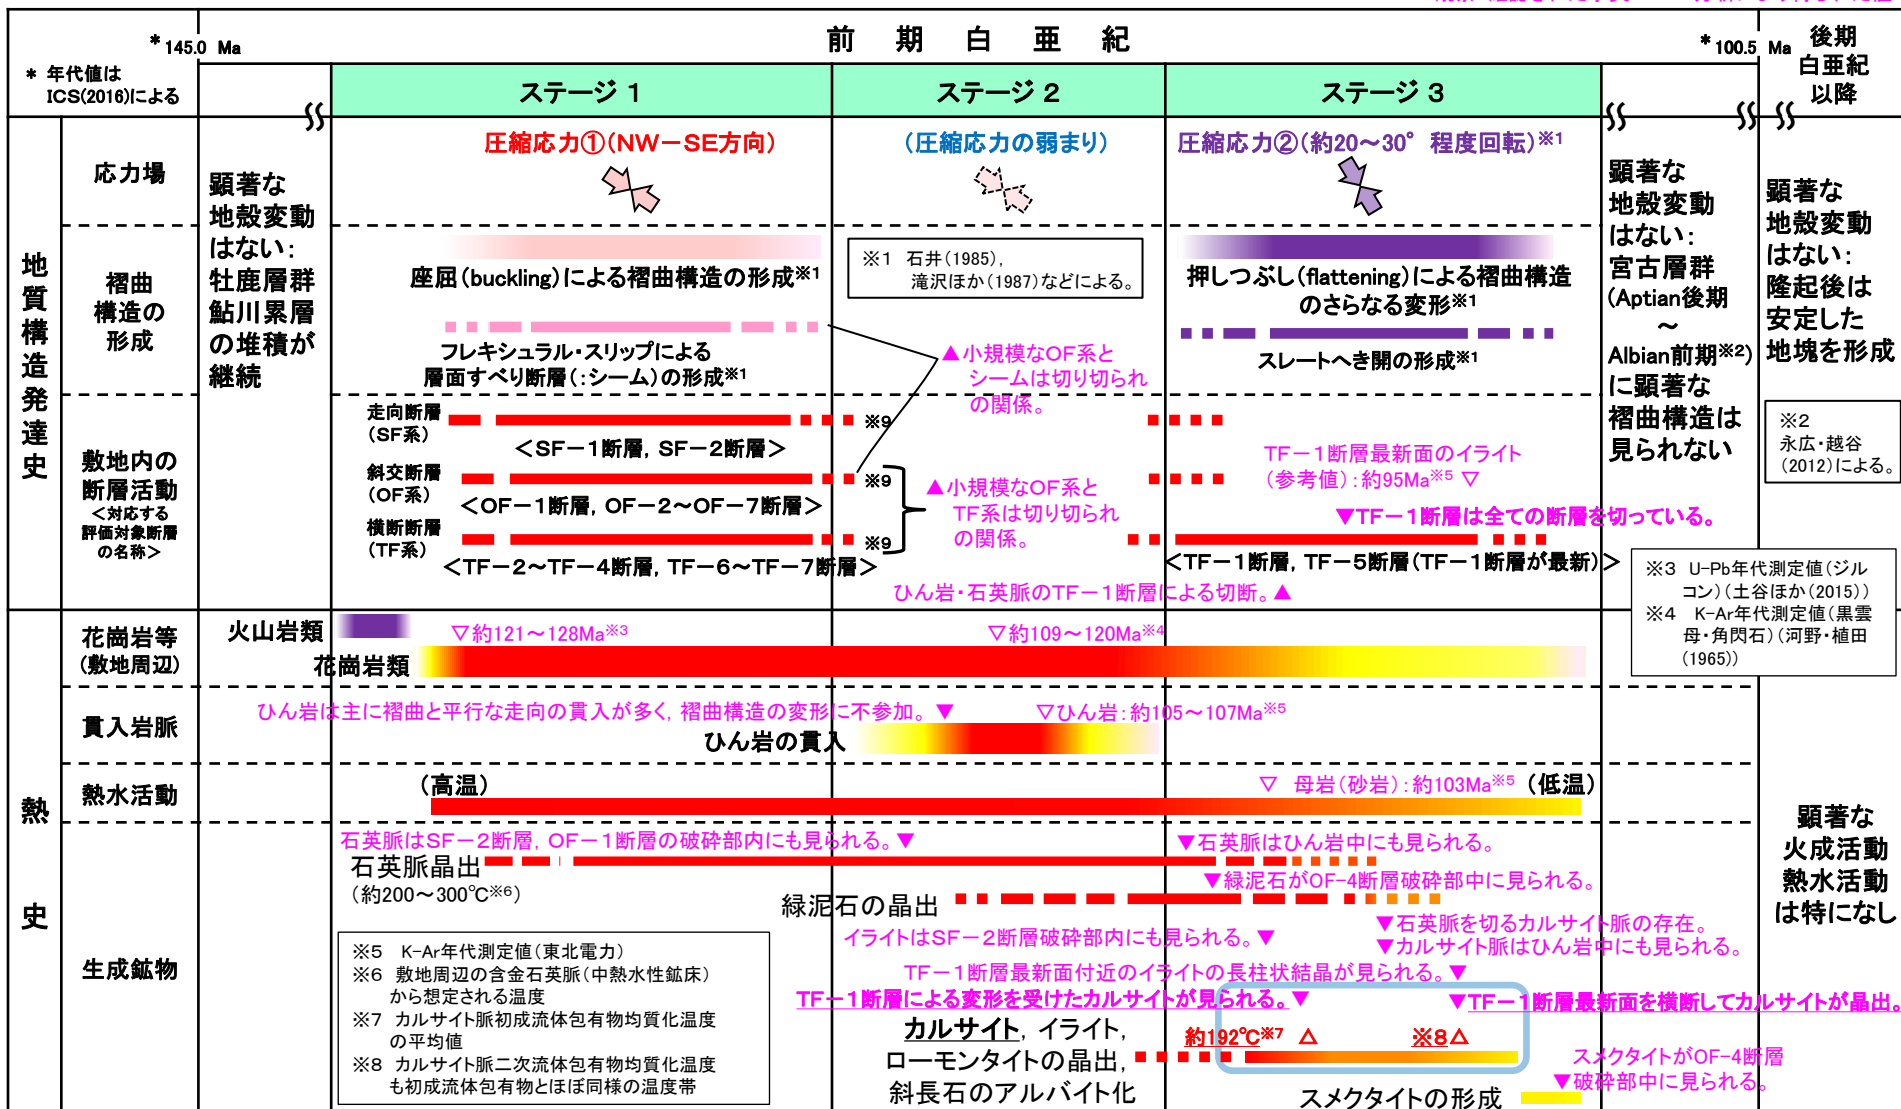 *145.0 Ma
前期白亜紀
*100.5 Ma
後期
白亜紀
以降
* 年代値は
ICS(2016)による
ステージ 1
ステージ 2
ステージ 3
地質構造発達史
応力場
顕著な
地殻変動
はない:
牡鹿層群
鮎川累層
の堆積が
継続
圧縮応力①(NW-SE方向)
(圧縮応力の弱まり)
圧縮応力②(約20~30° 程度回転)※1
顕著な
地殻変動
はない:
宮古層群
(Aptian後期
~
Albian前期※2)
に顕著な
褶曲構造は
見られない
顕著な
地殻変動
はない:
隆起後は
安定した
地塊を形成
※2
永広・越谷
(2012)による。
褶曲
構造の
形成
座屈(buckling)による褶曲構造の形成※1
※1 石井(1985),
滝沢ほか(1987)などによる。
押しつぶし(flattening)による褶曲構造
のさらなる変形※1
フレキシュラル・スリップによる
層面すべり断層(:シーム)の形成※1
▲小規模なOF系と
シームは切り切られ
の関係。
スレートへき開の形成※1
敷地内の
断層活動
<対応する
評価対象断層
の名称>
走向断層
(SF系)
※9
<SF-1断層, SF-2断層>
斜交断層
(OF系)
※9
<OF-1断層, OF-2~OF-7断層>
横断断層
(TF系)
※9
<TF-2~TF-4断層, TF-6~TF-7断層>
▲小規模なOF系と
TF系は切り切られ
の関係。
TF-1断層最新面のイライト
(参考値):約95Ma※5 ▽
▼TF-1断層は全ての断層を切っている。
<TF-1断層, TF-5断層(TF-1断層が最新)>
ひん岩・石英脈のTF-1断層による切断。▲
※3 U-Pb年代測定値(ジル
コン)(土谷ほか(2015))
※4 K-Ar年代測定値(黒雲
母・角閃石)(河野・植田
(1965))
熱史
花崗岩等
(敷地周辺)
火山岩類
▽約121~128Ma※3
▽約109~120Ma※4
花崗岩類
貫入岩脈
ひん岩は主に褶曲と平行な走向の貫入が多く, 褶曲構造の変形に不参加。▼
▽ひん岩:約105~107Ma※5
ひん岩の貫入
熱水活動
(高温)
▽ 母岩(砂岩):約103Ma※5
(低温)
顕著な
火成活動
熱水活動
は特になし
生成鉱物
石英脈はSF-2断層, OF-1断層の破砕部内にも見られる。▼
▼石英脈はひん岩中にも見られる。
石英脈晶出
(約200~300℃※6)
▼緑泥石がOF-4断層破砕部中に見られる。
緑泥石の晶出
▼石英脈を切るカルサイト脈の存在。
イライトはSF-2断層破砕部内にも見られる。▼
▼カルサイト脈はひん岩中にも見られる。
TF-1断層最新面付近のイライトの長柱状結晶が見られる。▼
TF-1断層による変形を受けたカルサイトが見られる。▼
▼TF-1断層最新面を横断してカルサイトが晶出。
カルサイト, イライト,
ローモンタイトの晶出,
斜長石のアルバイト化
約192℃※7 △
※8△
スメクタイトがOF-4断層
▼破砕部中に見られる。
スメクタイトの形成
※5 K-Ar年代測定値(東北電力)
※6 敷地周辺の含金石英脈(中熱水性鉱床)
から想定される温度
※7 カルサイト脈初成流体包有物均質化温度
の平均値
※8 カルサイト脈二次流体包有物均質化温度
も初成流体包有物とほぼ同様の温度帯